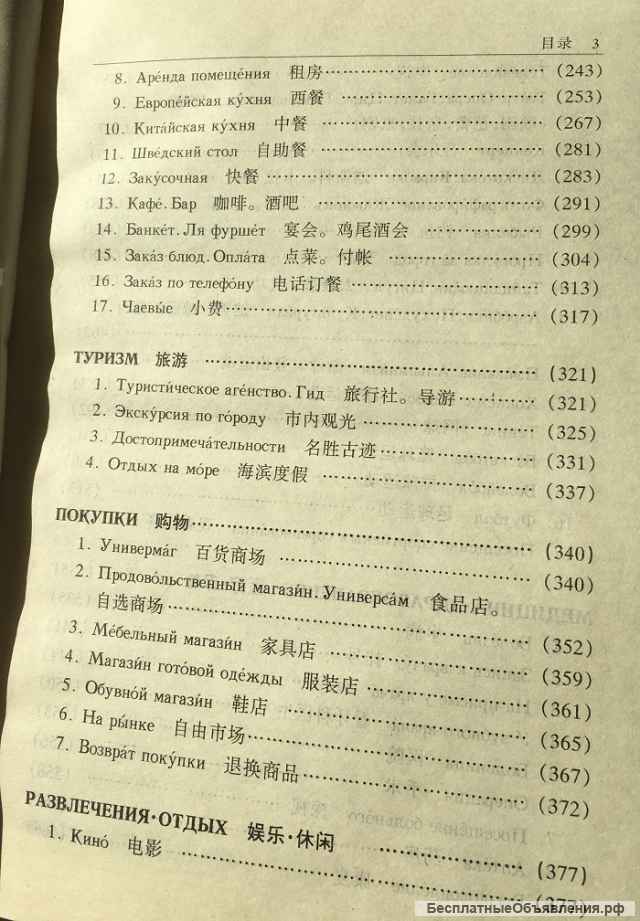 目录 3
8. Аре́нда помеще́ния 租房 (243)
9. Европе́йская ку́хня 西餐 (253)
10. Кита́йская ку́хня 中餐 (267)
11. Шве́дский стол 自助餐 (281)
12. Заку́сочная 快餐 (283)
13. Кафе́. Бар 咖啡。酒吧 (291)
14. Банке́т. Ля фурше́т 宴会。鸡尾酒会 (299)
15. Зака́з блюд. Опла́та 点菜。付帐 (304)
16. Зака́з по телефо́ну 电话订餐 (313)
17. Чаевы́е 小费 (317)
ТУРИЗМ 旅游 (321)
1. Туристи́ческое аге́нство. Гид 旅行社。导游 (321)
2. Экску́рсия по го́роду 市内观光 (325)
3. Достопримеча́тельности 名胜古迹 (331)
4. О́тдых на мо́ре 海滨度假 (337)
ПОКУПКИ 购物 (340)
1. Универма́г 百货商场 (340)
2. Продово́льственный магази́н. Универса́м 食品店。
自选商场 (352)
3. Ме́бельный магази́н 家具店 (359)
4. Магази́н гото́вой оде́жды 服装店 (361)
5. Обувно́й магази́н 鞋店 (365)
6. На ры́нке 自由市场 (367)
7. Возвра́т поку́пки 退换商品 (372)
РАЗВЛЕЧЕНИЯ·ОТДЫХ 娱乐·休闲 (377)
1. Кино́ 电影 (377)
БесплатныеОбъявления.рф